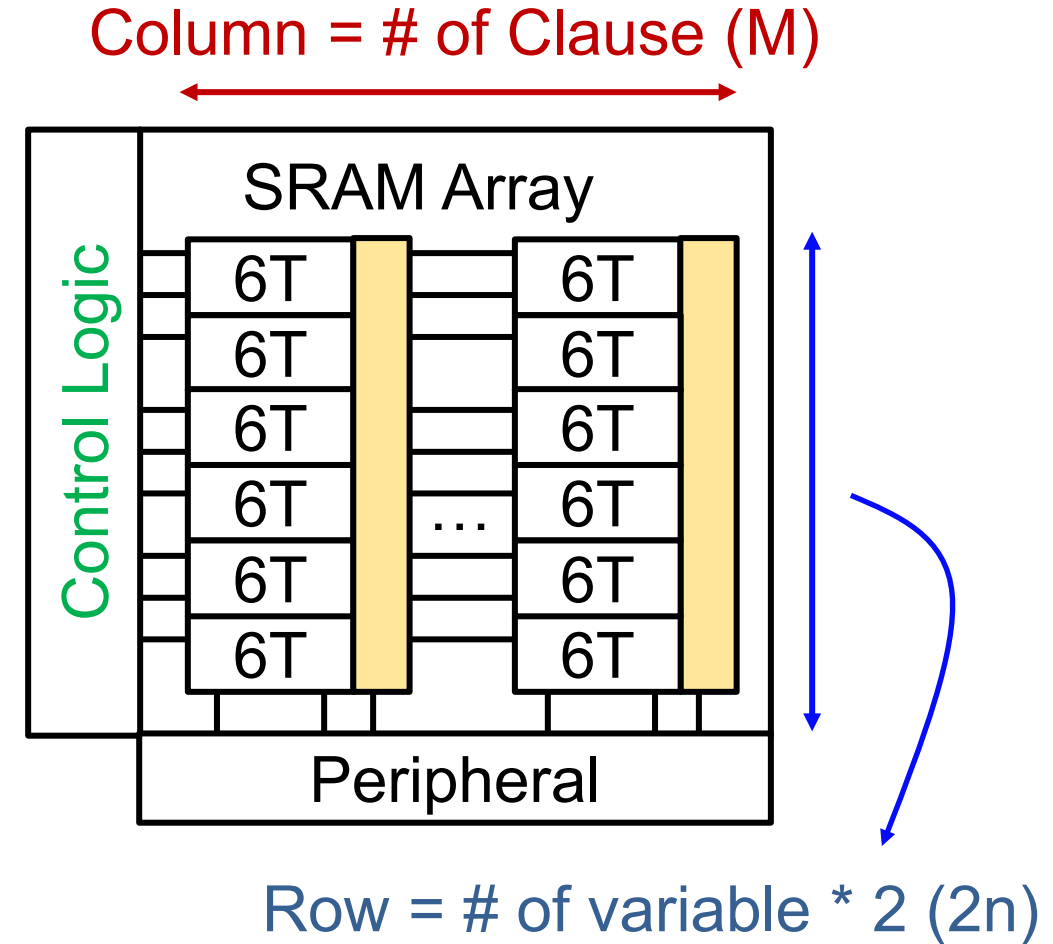 Column = # of Clause (M)
SRAM Array
Control Logic
6T 6T
6T 6T
6T 6T
6T … 6T
6T 6T
6T 6T
Peripheral
Row = # of variable * 2 (2n)